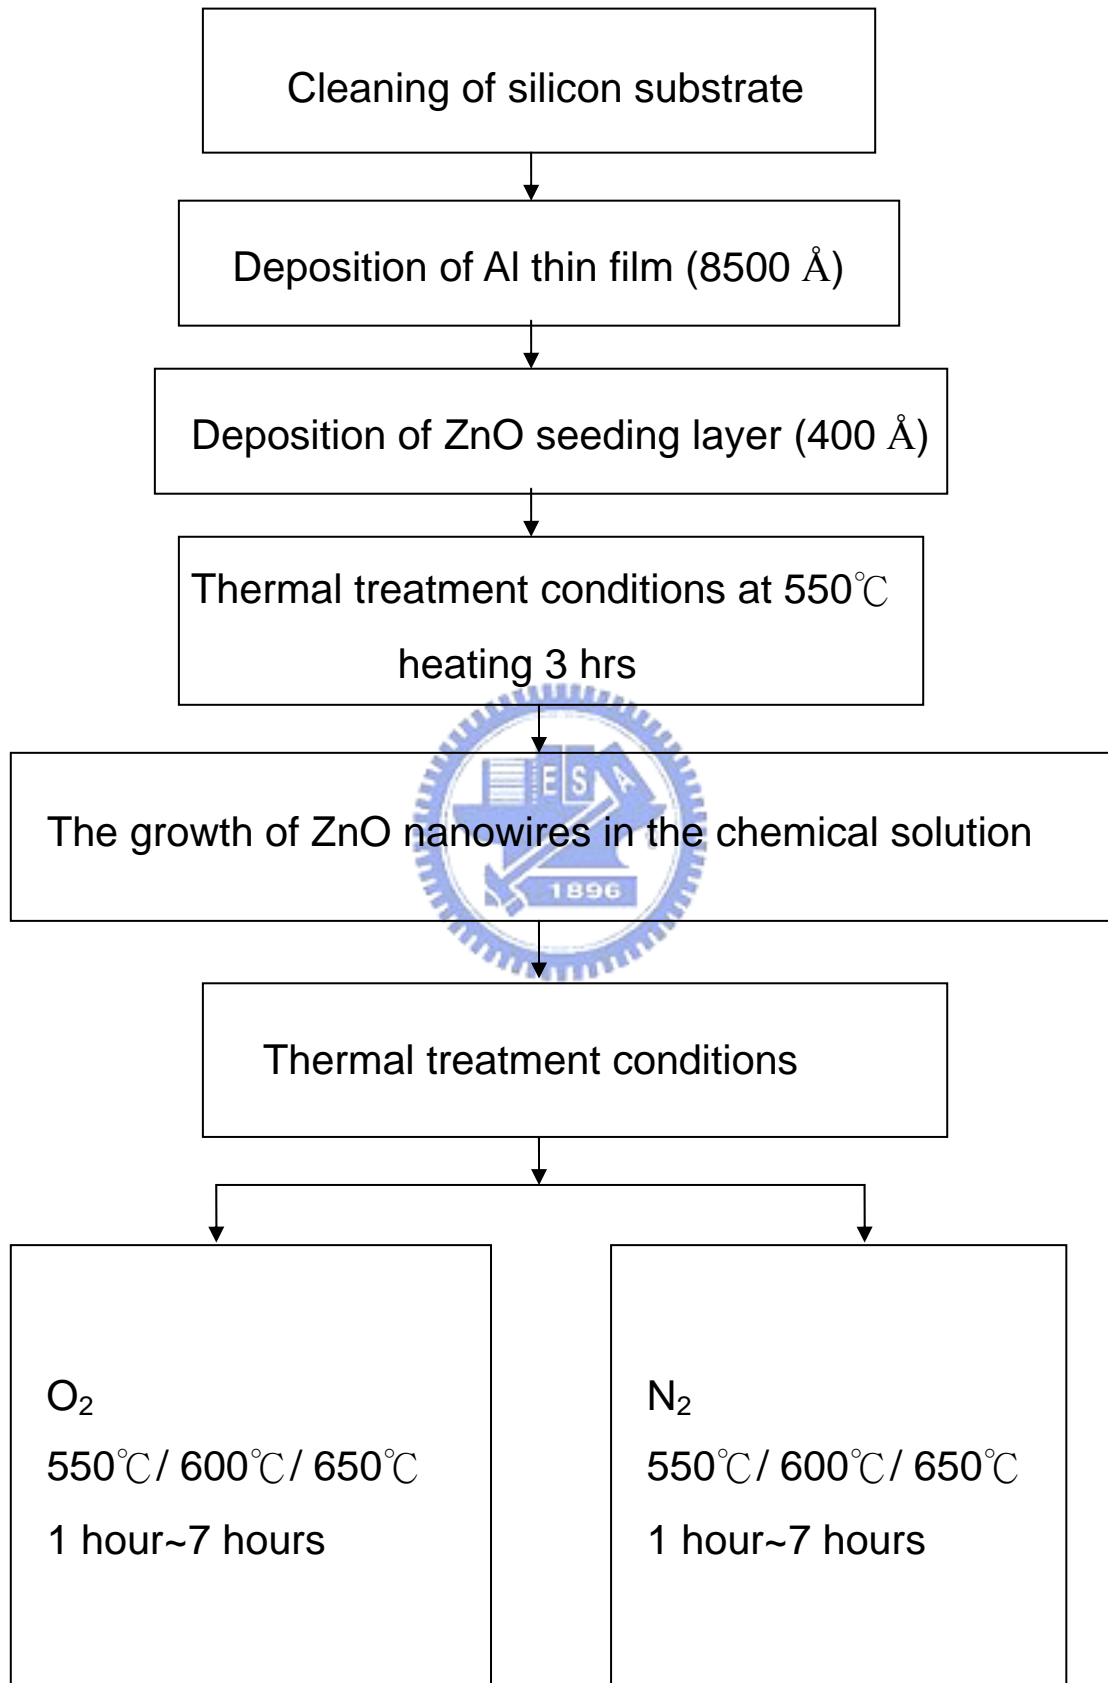 Cleaning of silicon substrate
Deposition of Al thin film (8500 Å)
Deposition of ZnO seeding layer (400 Å)
Thermal treatment conditions at 550℃
heating 3 hrs
ESA
The growth of ZnO nanowires in the chemical solution
1896
Thermal treatment conditions
O₂
550℃/ 600℃/ 650℃
1 hour~7 hours
N₂
550℃/ 600℃/ 650℃
1 hour~7 hours